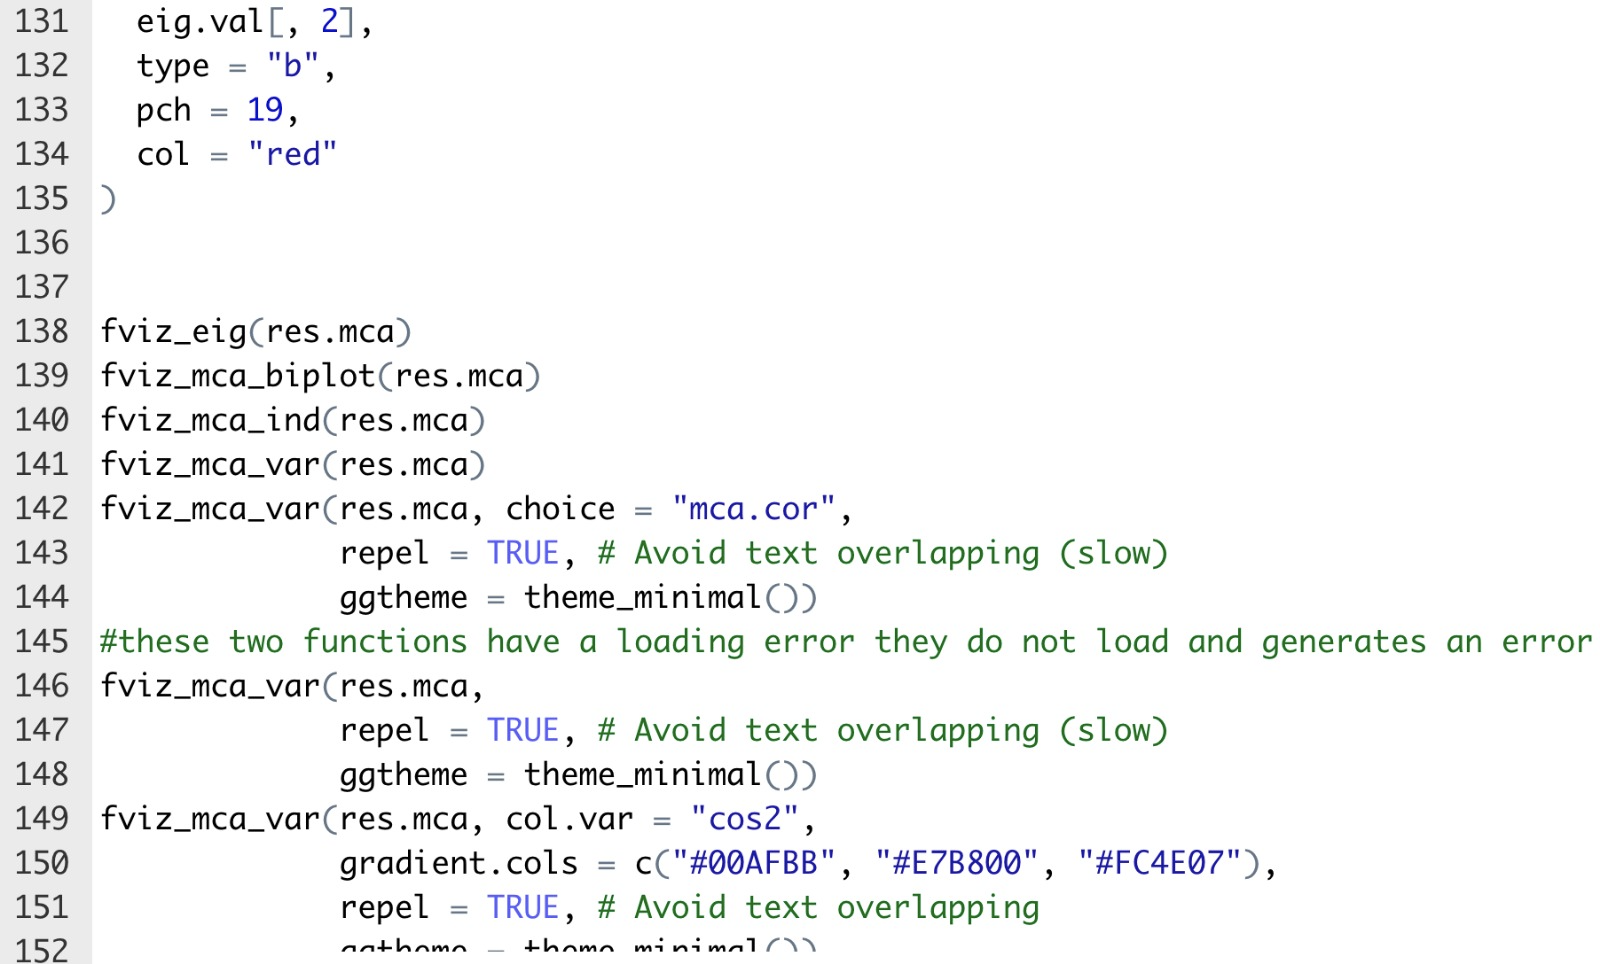 131 eig.val[, 2],
132 type = "b",
133 pch = 19,
134 col = "red"
135 )
136
137
138 fviz_eig(res.mca)
139 fviz_mca_biplot(res.mca)
140 fviz_mca_ind(res.mca)
141 fviz_mca_var(res.mca)
142 fviz_mca_var(res.mca, choice = "mca.cor",
143 repel = TRUE, # Avoid text overlapping (slow)
144 ggtheme = theme_minimal())
145 #these two functions have a loading error they do not load and generates an error
146 fviz_mca_var(res.mca,
147 repel = TRUE, # Avoid text overlapping (slow)
148 ggtheme = theme_minimal())
149 fviz_mca_var(res.mca, col.var = "cos2",
150 gradient.cols = c("#00AFBB", "#E7B800", "#FC4E07"),
151 repel = TRUE, # Avoid text overlapping
152 ggtheme = theme_minimal())